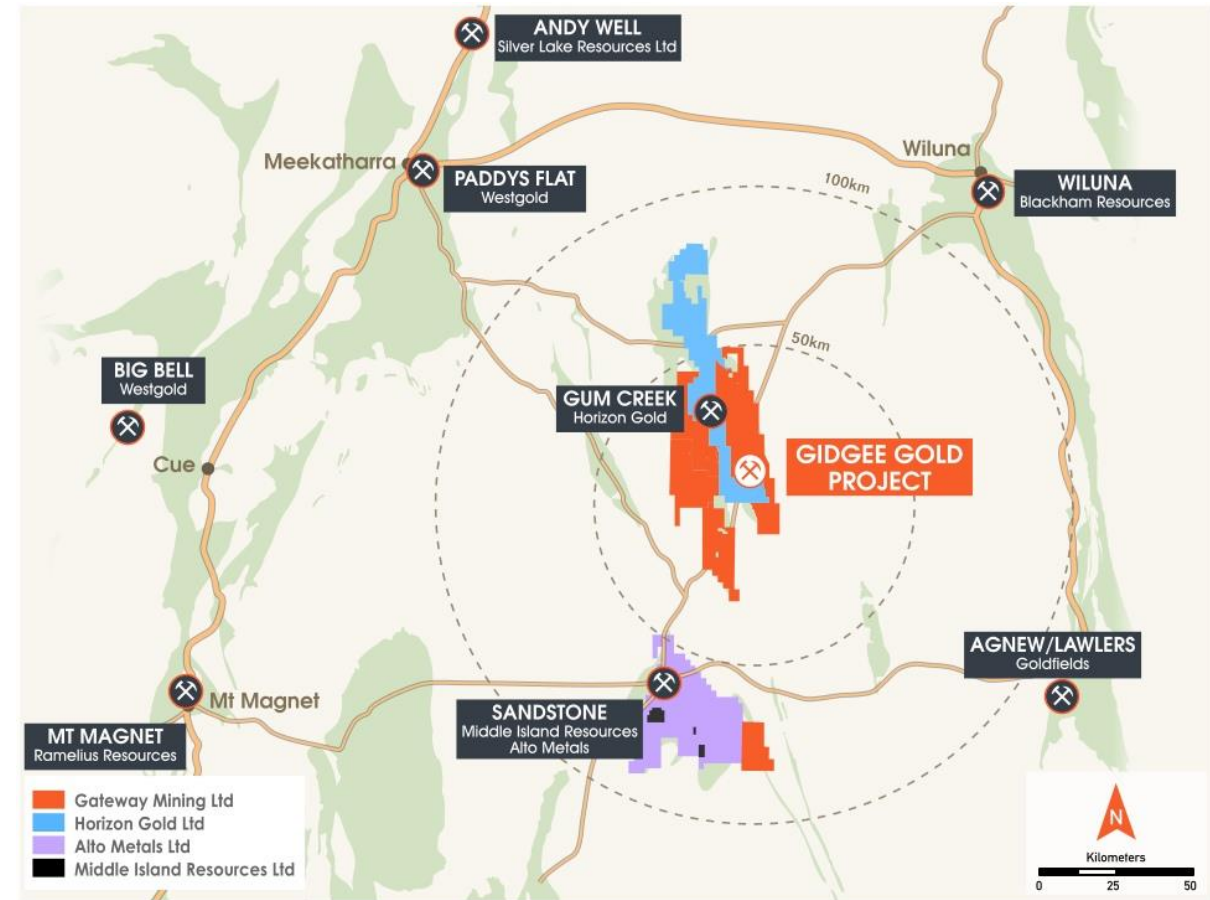 ANDY WELL
Silver Lake Resources Ltd
Meekatharra
PADDYS FLAT
Westgold
Wiluna
WILUNA
Blackham Resources
100km
50km
BIG BELL
Westgold
GUM CREEK
Horizon Gold
GIDGEE GOLD
PROJECT
Cue
AGNEW/LAWLERS
Goldfields
Mt Magnet
SANDSTONE
Middle Island Resources
Alto Metals
MT MAGNET
Ramelius Resources
Gateway Mining Ltd
Horizon Gold Ltd
Alto Metals Ltd
Middle Island Resources Ltd
N
Kilometers
0 25 50